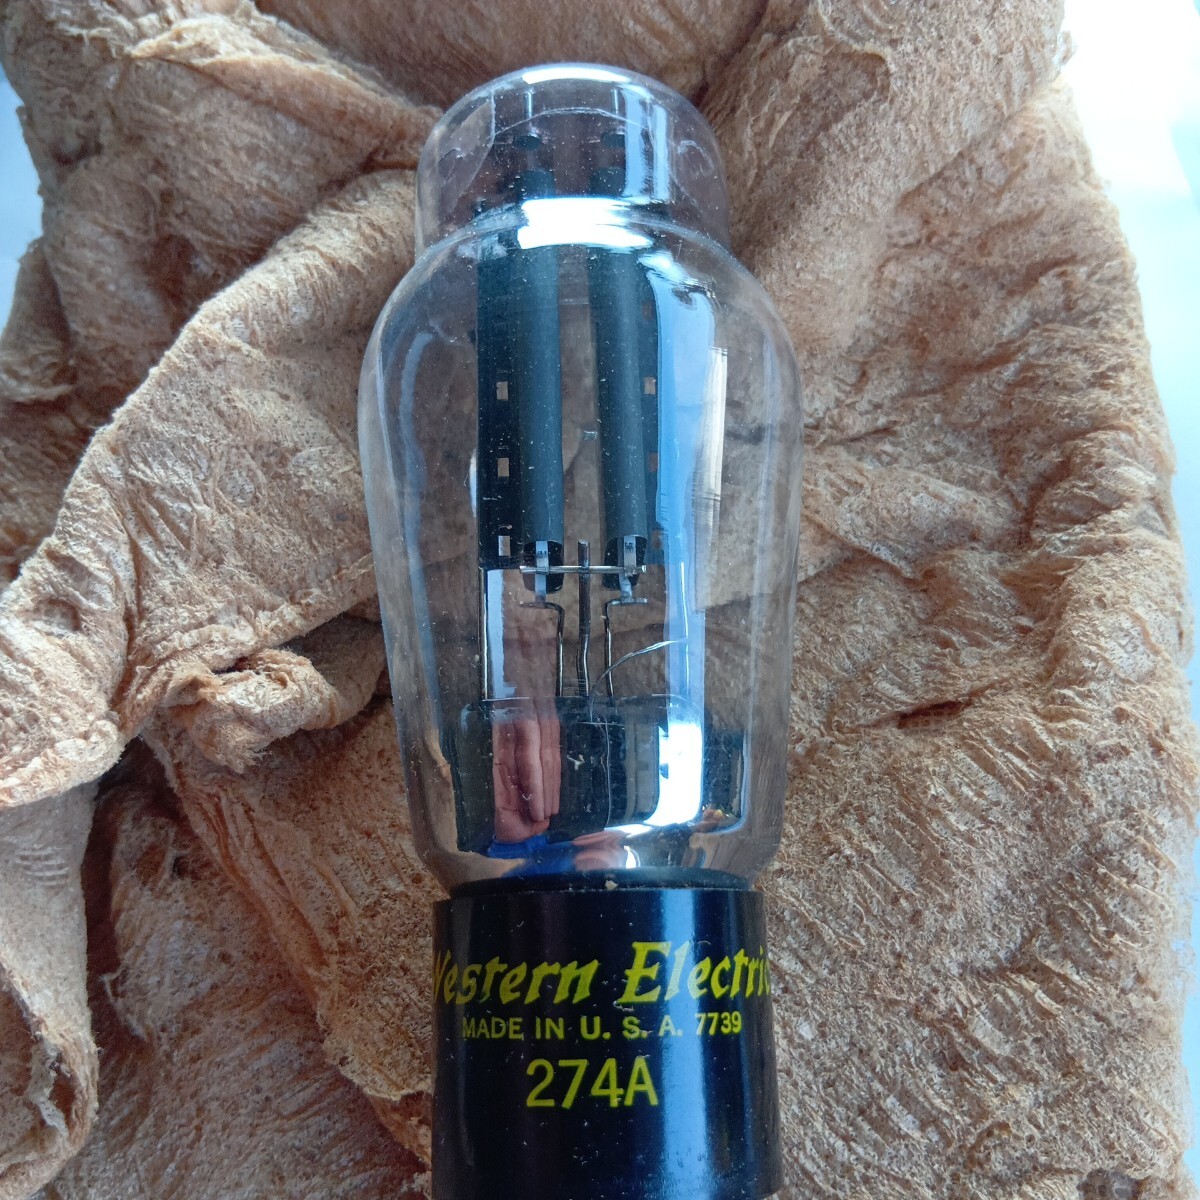 Western Electric
MADE IN U. S. A. 7739
274A